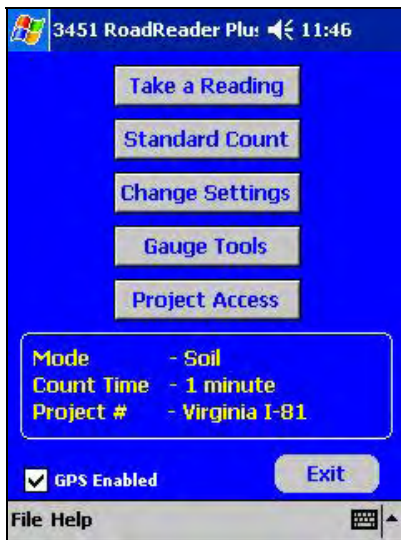 3451 RoadReader Plu: 11:46
Take a Reading
Standard Count
Change Settings
Gauge Tools
Project Access
Mode - Soil
Count Time - 1 minute
Project # - Virginia I-81
GPS Enabled Exit
File Help